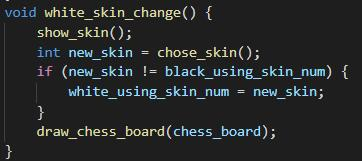 void white_skin_change() {
    show_skin();
    int new_skin = chose_skin();
    if (new_skin != black_using_skin_num) {
        white_using_skin_num = new_skin;
    }
    draw_chess_board(chess_board);
}